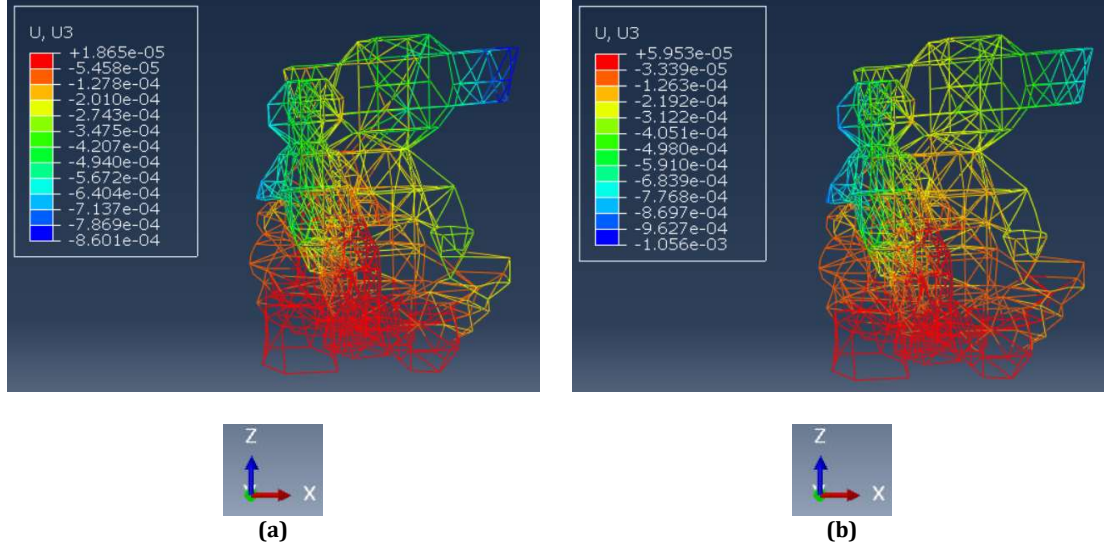 U, U3
+1.865e-05
-5.458e-05
-1.278e-04
-2.010e-04
-2.743e-04
-3.475e-04
-4.207e-04
-4.940e-04
-5.672e-04
-6.404e-04
-7.137e-04
-7.869e-04
-8.601e-04
U, U3
+5.953e-05
-3.339e-05
-1.263e-04
-2.192e-04
-3.122e-04
-4.051e-04
-4.980e-04
-5.910e-04
-6.839e-04
-7.768e-04
-8.697e-04
-9.627e-04
-1.056e-03
Z
X
Z
X
(a)
(b)